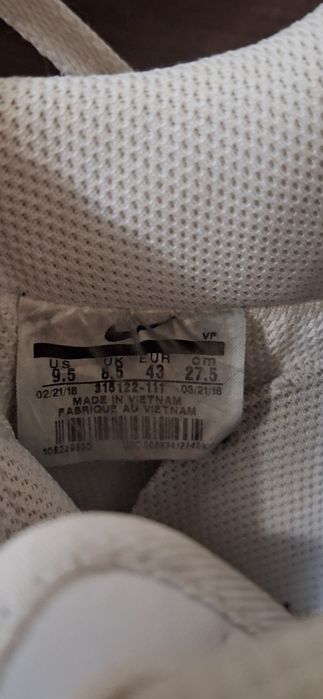 VF
US UK EUR cm
9.5 8.5 43 27.5
02/21/18 315122-111 03/21/18
MADE IN VIETNAM
FABRIQUE AU VIETNAM